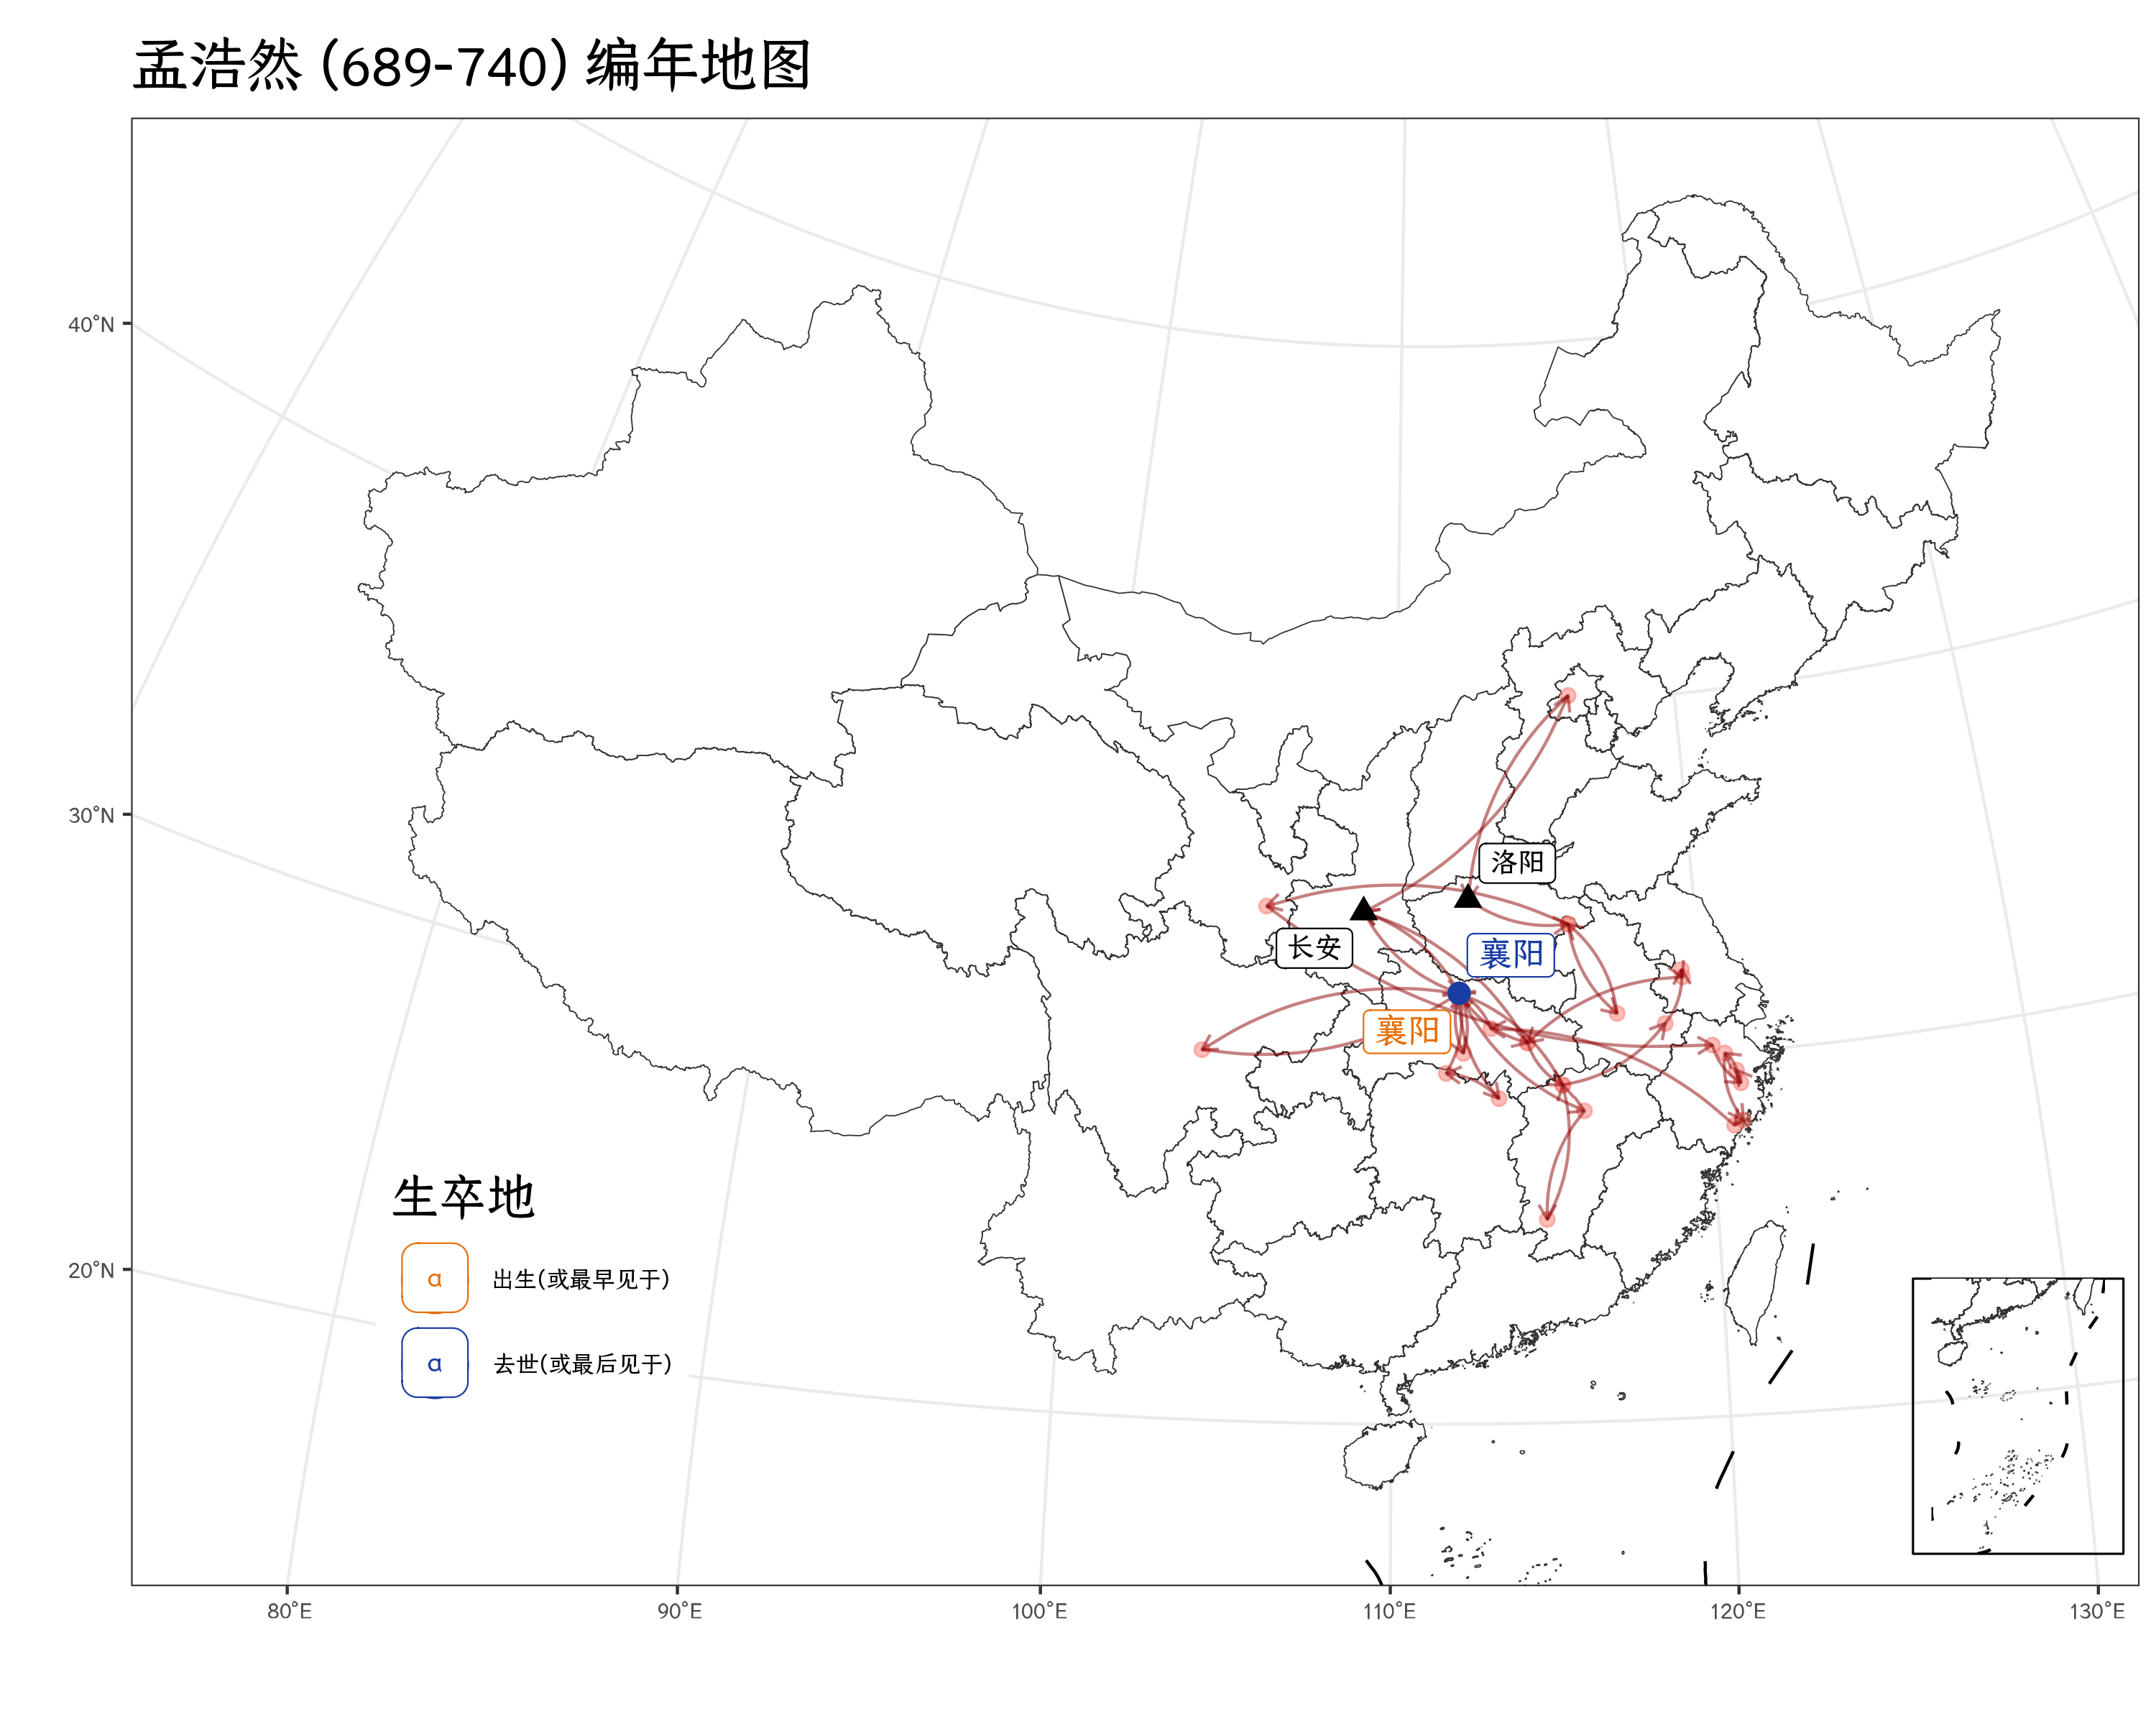 孟浩然(689-740)编年地图
40°N
30°N
20°N
洛阳
长安
襄阳
襄阳
生卒地
a 出生(或最早见于)
a 去世(或最后见于)
80°E 90°E 100°E 110°E 120°E 130°E